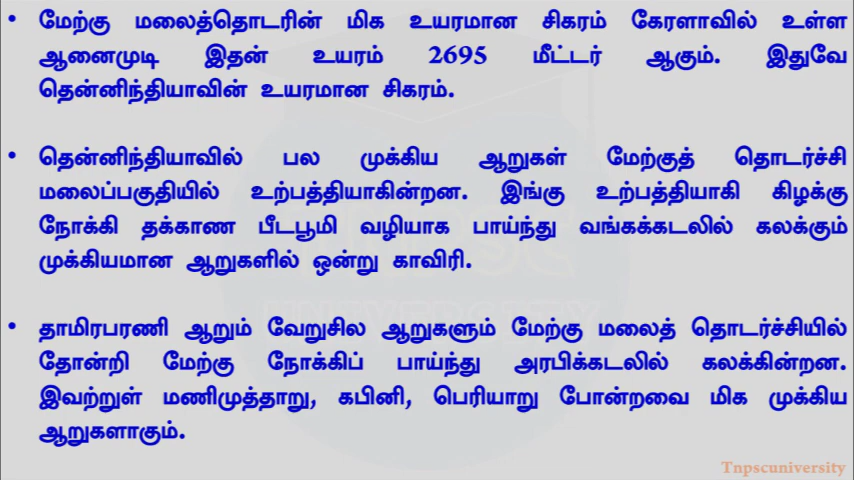 • மேற்கு மலைத்தொடரின் மிக உயரமான சிகரம் கேரளாவில் உள்ள
ஆனைமுடி இதன் உயரம் 2695 மீட்டர் ஆகும். இதுவே
தென்னிந்தியாவின் உயரமான சிகரம்.
• தென்னிந்தியாவில் பல முக்கிய ஆறுகள் மேற்குத் தொடர்ச்சி
மலைப்பகுதியில் உற்பத்தியாகின்றன. இங்கு உற்பத்தியாகி கிழக்கு
நோக்கி தக்காண பீடபூமி வழியாக பாய்ந்து வங்கக்கடலில் கலக்கும்
முக்கியமான ஆறுகளில் ஒன்று காவிரி.
• தாமிரபரணி ஆறும் வேறுசில ஆறுகளும் மேற்கு மலைத் தொடர்ச்சியில்
தோன்றி மேற்கு நோக்கிப் பாய்ந்து அரபிக்கடலில் கலக்கின்றன.
இவற்றுள் மணிமுத்தாறு, கபினி, பெரியாறு போன்றவை மிக முக்கிய
ஆறுகளாகும்.
Tnpscuniversity